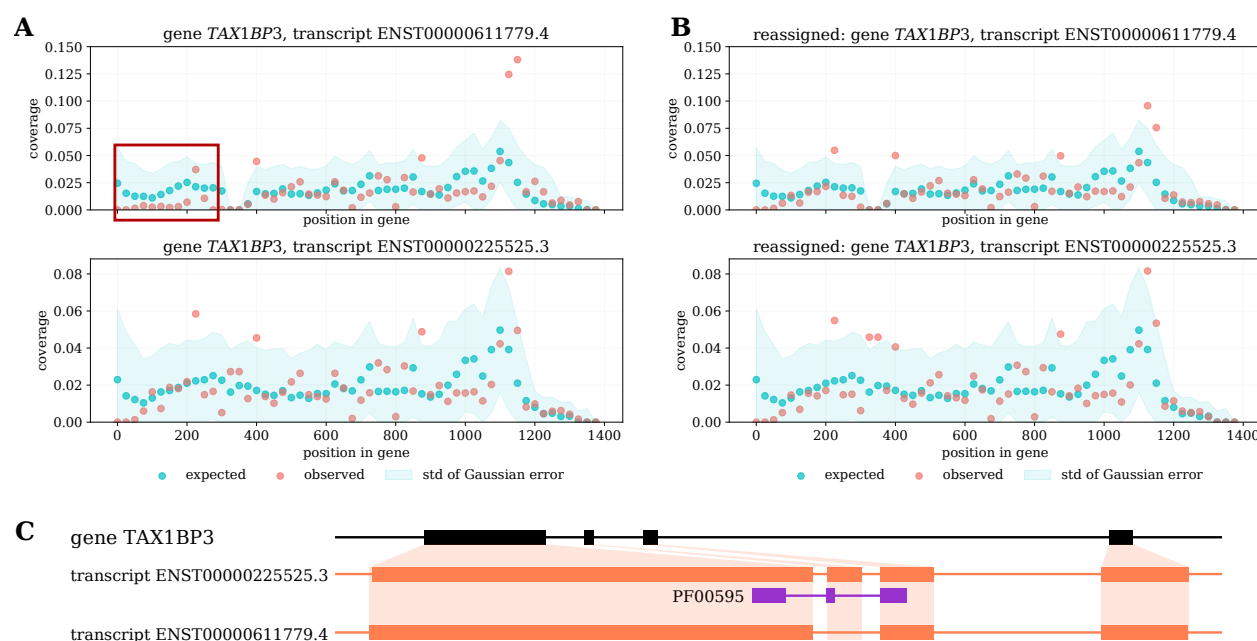 A
gene TAX1BP3, transcript ENST00000611779.4
0.150
0.125
0.100
0.075
0.050
0.025
0.000
coverage
position in gene
gene TAX1BP3, transcript ENST00000225525.3
0.08
0.06
0.04
0.02
0.00
coverage
0 200 400 600 800 1000 1200 1400
position in gene
expected observed std of Gaussian error
B
reassigned: gene TAX1BP3, transcript ENST00000611779.4
0.150
0.125
0.100
0.075
0.050
0.025
0.000
coverage
position in gene
reassigned: gene TAX1BP3, transcript ENST00000225525.3
0.08
0.06
0.04
0.02
0.00
coverage
0 200 400 600 800 1000 1200 1400
position in gene
expected observed std of Gaussian error
C
gene TAX1BP3
transcript ENST00000225525.3
PF00595
transcript ENST00000611779.4